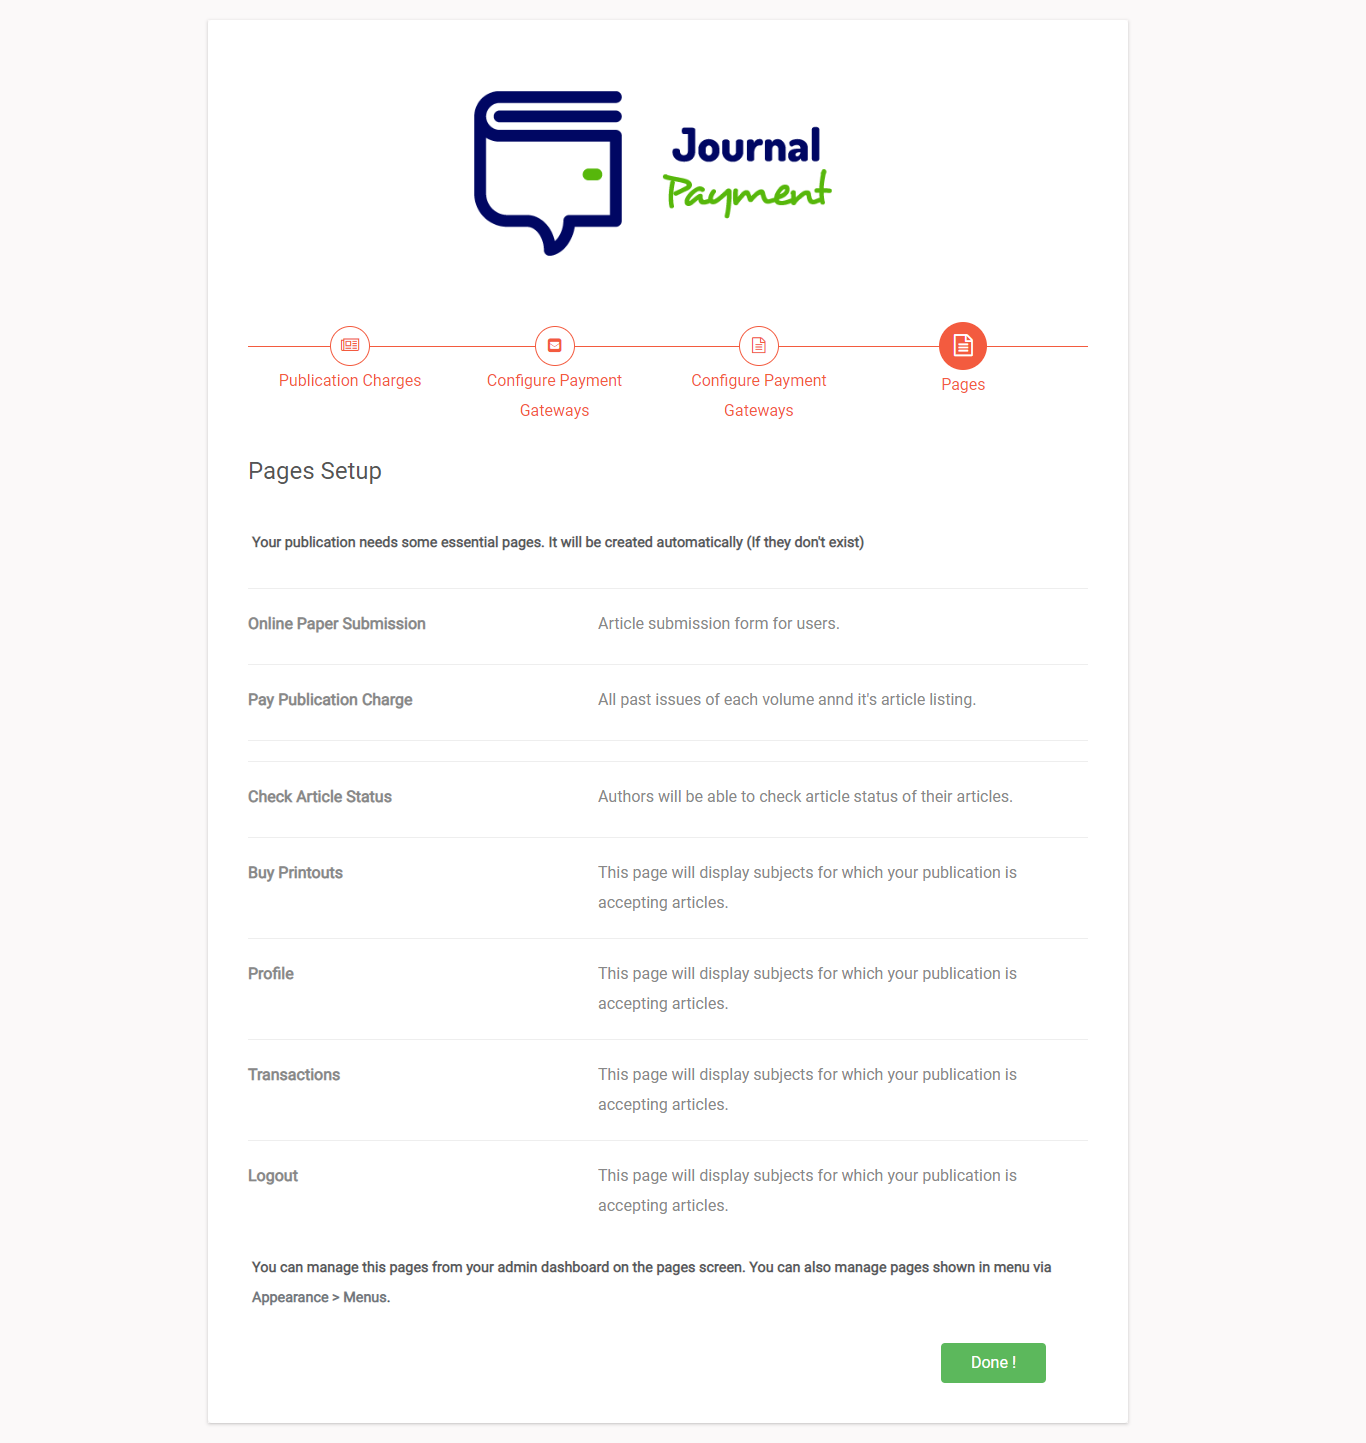 Journal
Payment
Publication Charges
Configure Payment
Gateways
Configure Payment
Gateways
Pages
Pages Setup
Your publication needs some essential pages. It will be created automatically (If they don't exist)
Online Paper Submission
Article submission form for users.
Pay Publication Charge
All past issues of each volume annd it's article listing.
Check Article Status
Authors will be able to check article status of their articles.
Buy Printouts
This page will display subjects for which your publication is
accepting articles.
Profile
This page will display subjects for which your publication is
accepting articles.
Transactions
This page will display subjects for which your publication is
accepting articles.
Logout
This page will display subjects for which your publication is
accepting articles.
You can manage this pages from your admin dashboard on the pages screen. You can also manage pages shown in menu via
Appearance > Menus.
Done !